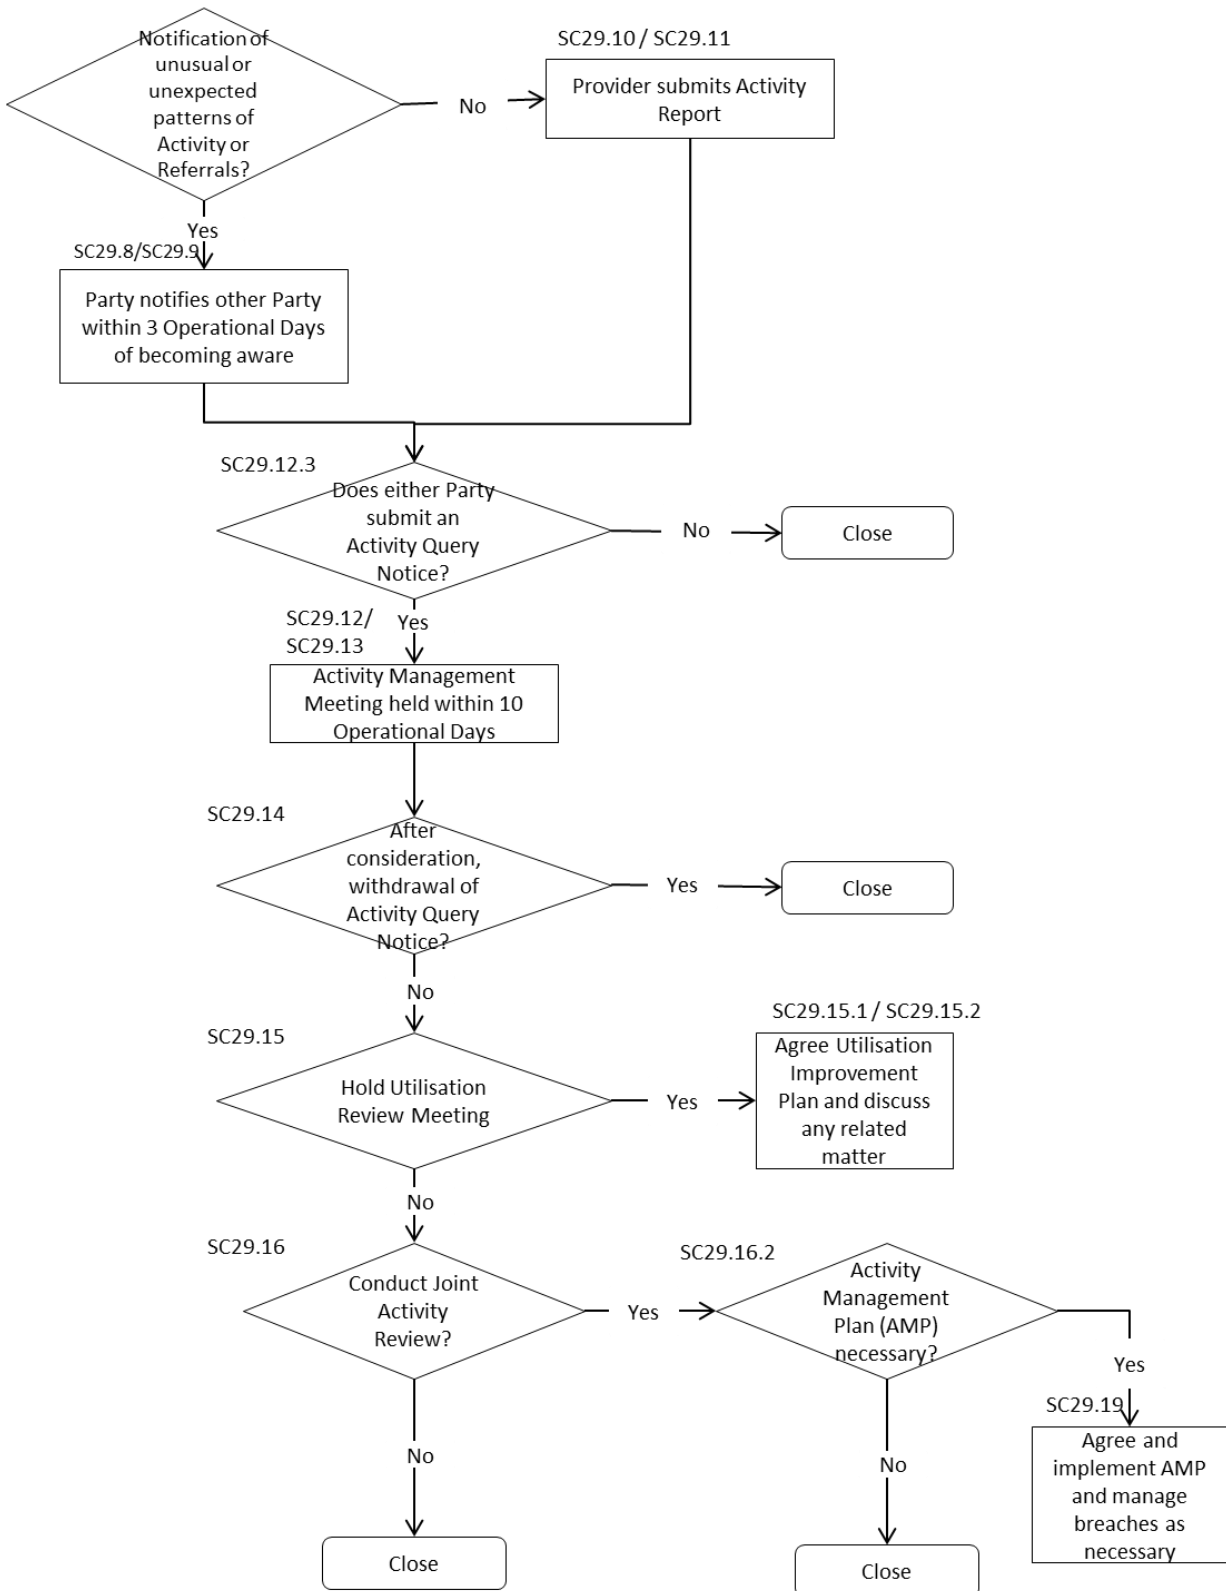 Notification of
unusual or
unexpected
patterns of
Activity or
Referrals?
No
SC29.10 / SC29.11
Provider submits Activity
Report
Yes
SC29.8/SC29.9
Party notifies other Party
within 3 Operational Days
of becoming aware
SC29.12.3
Does either Party
submit an
Activity Query
Notice?
No
Close
SC29.12/
SC29.13
Yes
Activity Management
Meeting held within 10
Operational Days
SC29.14
After
consideration,
withdrawal of
Activity Query
Notice?
Yes
Close
No
SC29.15
Hold Utilisation
Review Meeting
Yes
SC29.15.1 / SC29.15.2
Agree Utilisation
Improvement
Plan and discuss
any related
matter
No
SC29.16
Conduct Joint
Activity
Review?
Yes
SC29.16.2
Activity
Management
Plan (AMP)
necessary?
Yes
SC29.19
Agree and
implement AMP
and manage
breaches as
necessary
No
Close
No
Close